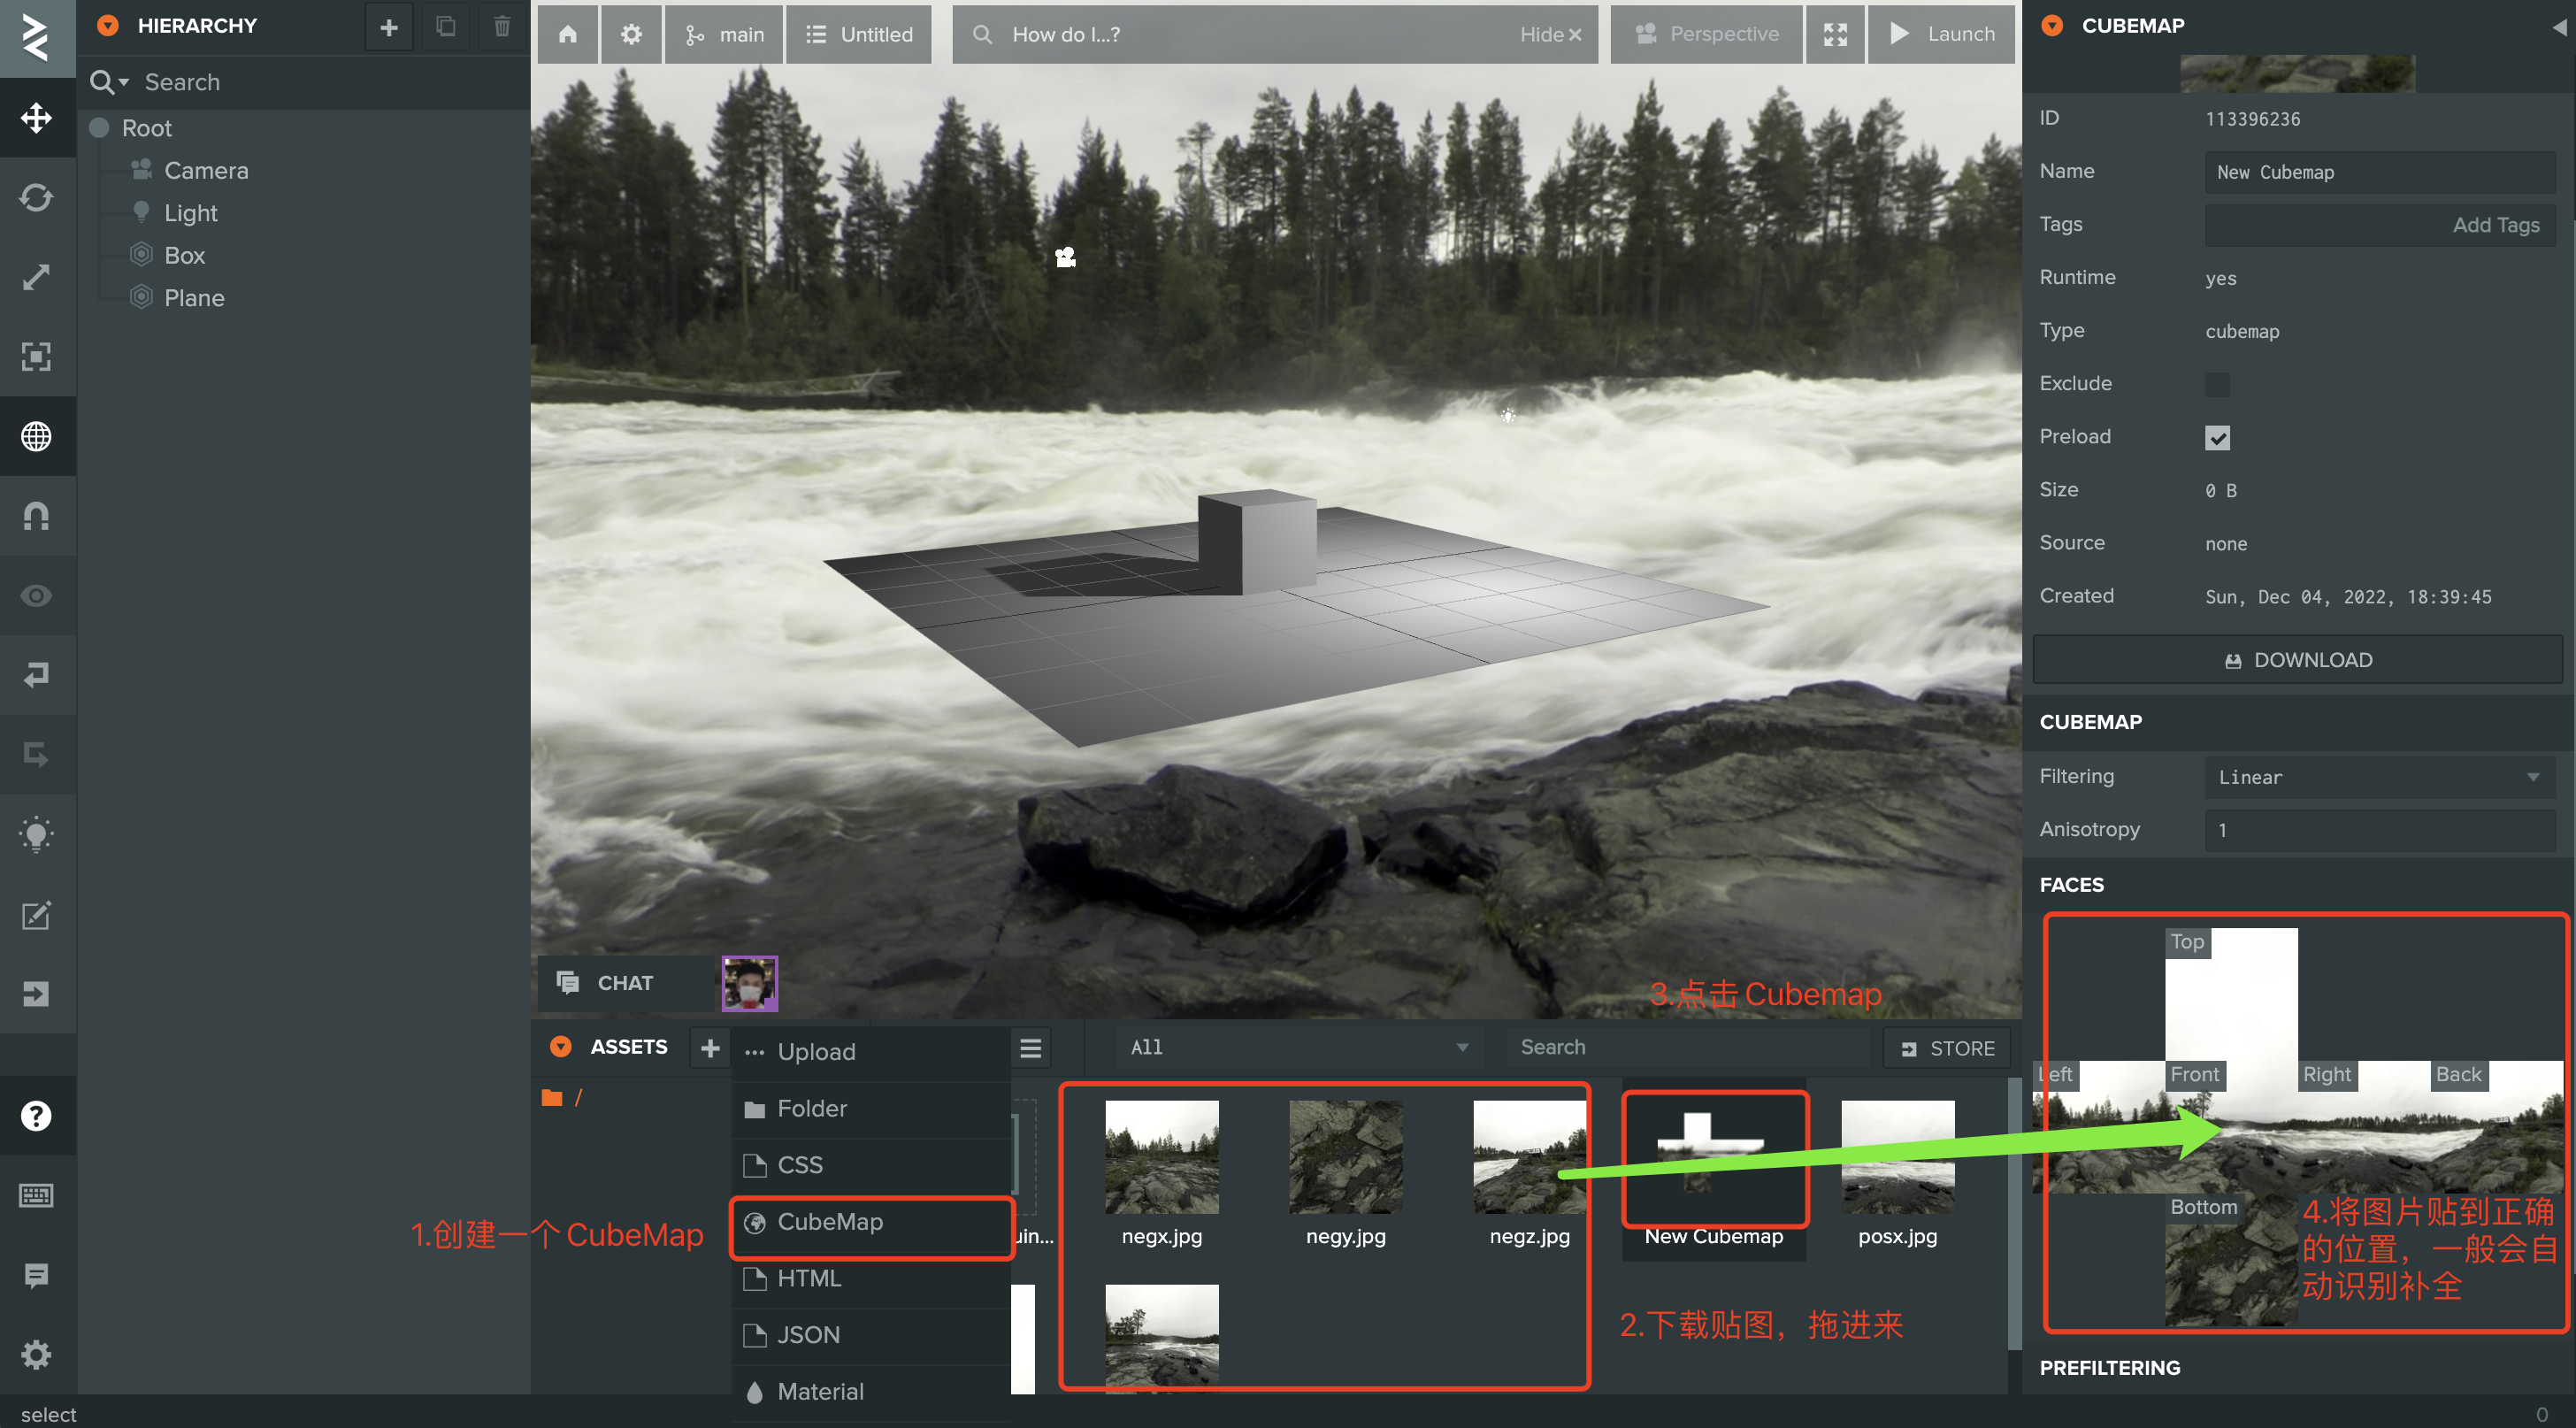 HIERARCHY
Search
Root
Camera
Light
Box
Plane
main
Untitled
How do I...?
Hide
Perspective
Launch
CHAT
3.点击 Cubemap
ASSETS
/
Upload
Folder
CSS
CubeMap
HTML
JSON
Material
1.创建一个 CubeMap
All
Search
STORE
uin...
negx.jpg
negy.jpg
negz.jpg
New Cubemap
posx.jpg
2.下载贴图，拖进来
CUBEMAP
ID
113396236
Name
New Cubemap
Tags
Add Tags
Runtime
yes
Type
cubemap
Exclude
Preload
Size
0 B
Source
none
Created
Sun, Dec 04, 2022, 18:39:45
DOWNLOAD
CUBEMAP
Filtering
Linear
Anisotropy
1
FACES
Top
Left
Front
Right
Back
Bottom
4.将图片贴到正确
的位置，一般会自
动识别补全
PREFILTERING
select
0